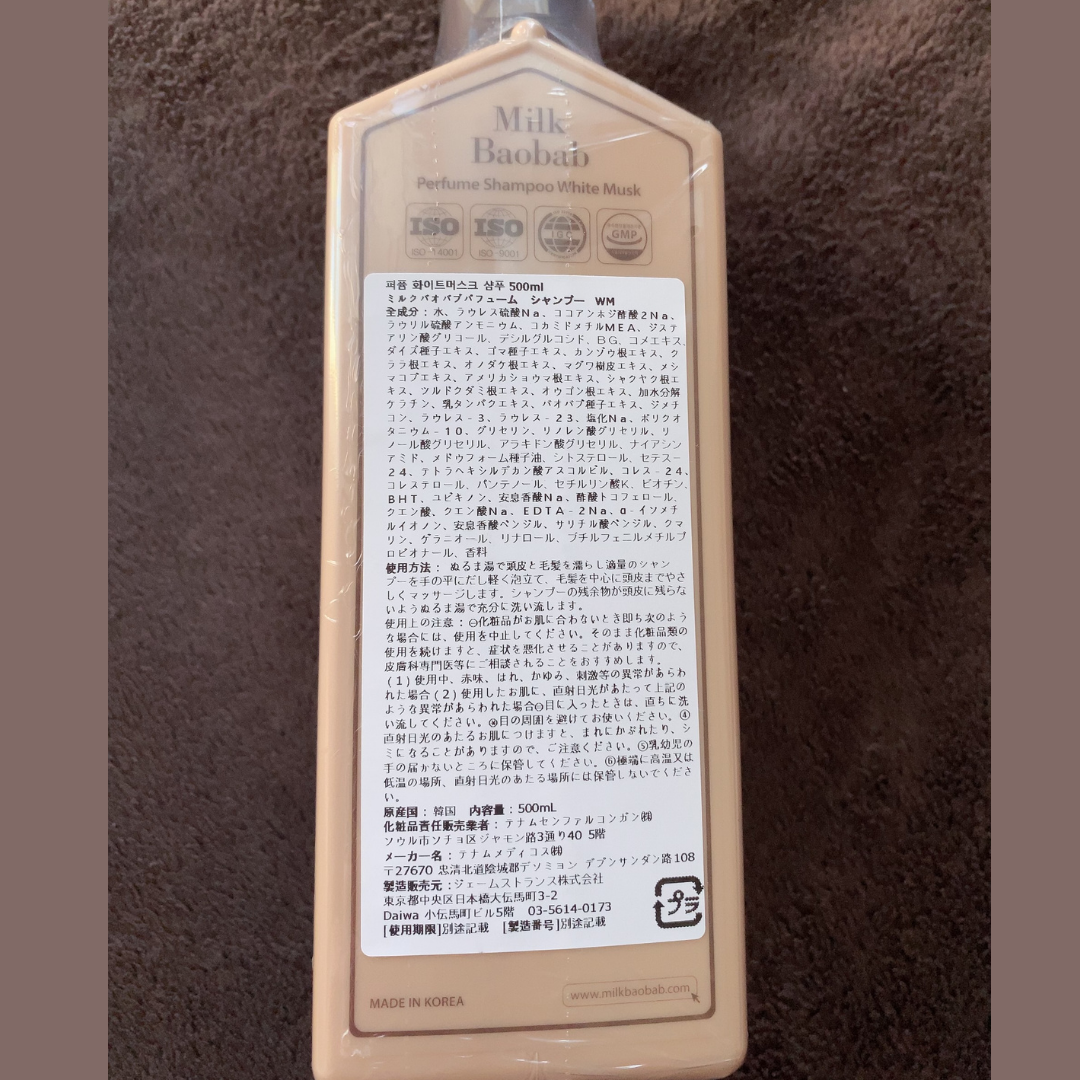 Milk
Baobab
Perfume Shampoo White Musk
ISO
ISO-14001
ISO
ISO-9001
GMP
퍼퓸 화이트머스크 샴푸 500ml
ミルクバオバブパフューム シャンプー WM
全成分：水、ラウレス硫酸Na、ココアンホジ酢酸2Na、
ラウリル硫酸アンモニウム、コカミドメチルMEA、ジステ
アリン酸グリコール、デシルグルコシド、BG、コメエキス、
ダイズ種子エキス、ゴマ種子エキス、カンゾウ根エキス、ク
ララ根エキス、オノダケ根エキス、マグワ樹皮エキス、メシ
マコブエキス、アメリカショウマ根エキス、シャクヤク根エ
キス、ツルドクダミ根エキス、オウゴン根エキス、加水分解
ケラチン、乳タンパクエキス、バオバブ種子エキス、ジメチ
コン、ラウレス-3、ラウレス-23、塩化Na、ポリクオ
タニウム-10、グリセリン、リノレン酸グリセリル、リ
ノール酸グリセリル、アラキドン酸グリセリル、ナイアシン
アミド、メドウフォーム種子油、シトステロール、セテス-
24、テトラヘキシルデカン酸アスコルビル、コレス-24、
コレステロール、パンテノール、セチルリン酸K、ビオチン、
BHT、ユビキノン、安息香酸Na、酢酸トコフェロール、
クエン酸、クエン酸Na、EDTA-2Na、α-イソメチ
ルイオノン、安息香酸ベンジル、サリチル酸ベンジル、クマ
リン、ゲラニオール、リナロール、ブチルフェニルメチルプ
ロピオナール、香料
使用方法：ぬるま湯で頭皮と毛髪を濡らし適量のシャン
プーを手の平にだし軽く泡立て、毛髪を中心に頭皮までやさ
しくマッサージします。シャンプーの残余物が頭皮に残らな
いようぬるま湯で充分に洗い流します。
使用上の注意：化粧品がお肌に合わないとき即ち次のよう
な場合には、使用を中止してください。そのまま化粧品類の
使用を続けますと、症状を悪化させることがありますので、
皮膚科専門医等にご相談されることをおすすめします。
(1)使用中、赤味、はれ、かゆみ、刺激等の異常があらわ
れた場合(2)使用したお肌に、直射日光があたって上記の
ような異常があらわれた場合 目に入ったときは、直ちに洗
い流してください。目の周囲を避けてお使いください。④
直射日光のあたるお肌につけますと、まれにかぶれたり、シ
ミになることがありますので、ご注意ください。⑤乳幼児の
手の届かないところに保管してください。⑥極端に高温又は
低温の場所、直射日光のあたる場所には保管しないでくださ
い。
原産国：韓国 内容量：500mL
化粧品責任販売業者：テナムセンファルコンガン㈱
ソウル市ソチョ区ジャモン路3通り40 5階
メーカー名：テナムメディコス㈱
〒27670 忠清北道陰城郡デソミョン デプンサンダン路108
製造販売元：ジェームストランス株式会社
東京都中央区日本橋大伝馬町3-2
Daiwa 小伝馬町ビル5階 03-5614-0173
[使用期限]別途記載 [製造番号]別途記載
プラ
MADE IN KOREA
www.milkbaobab.com